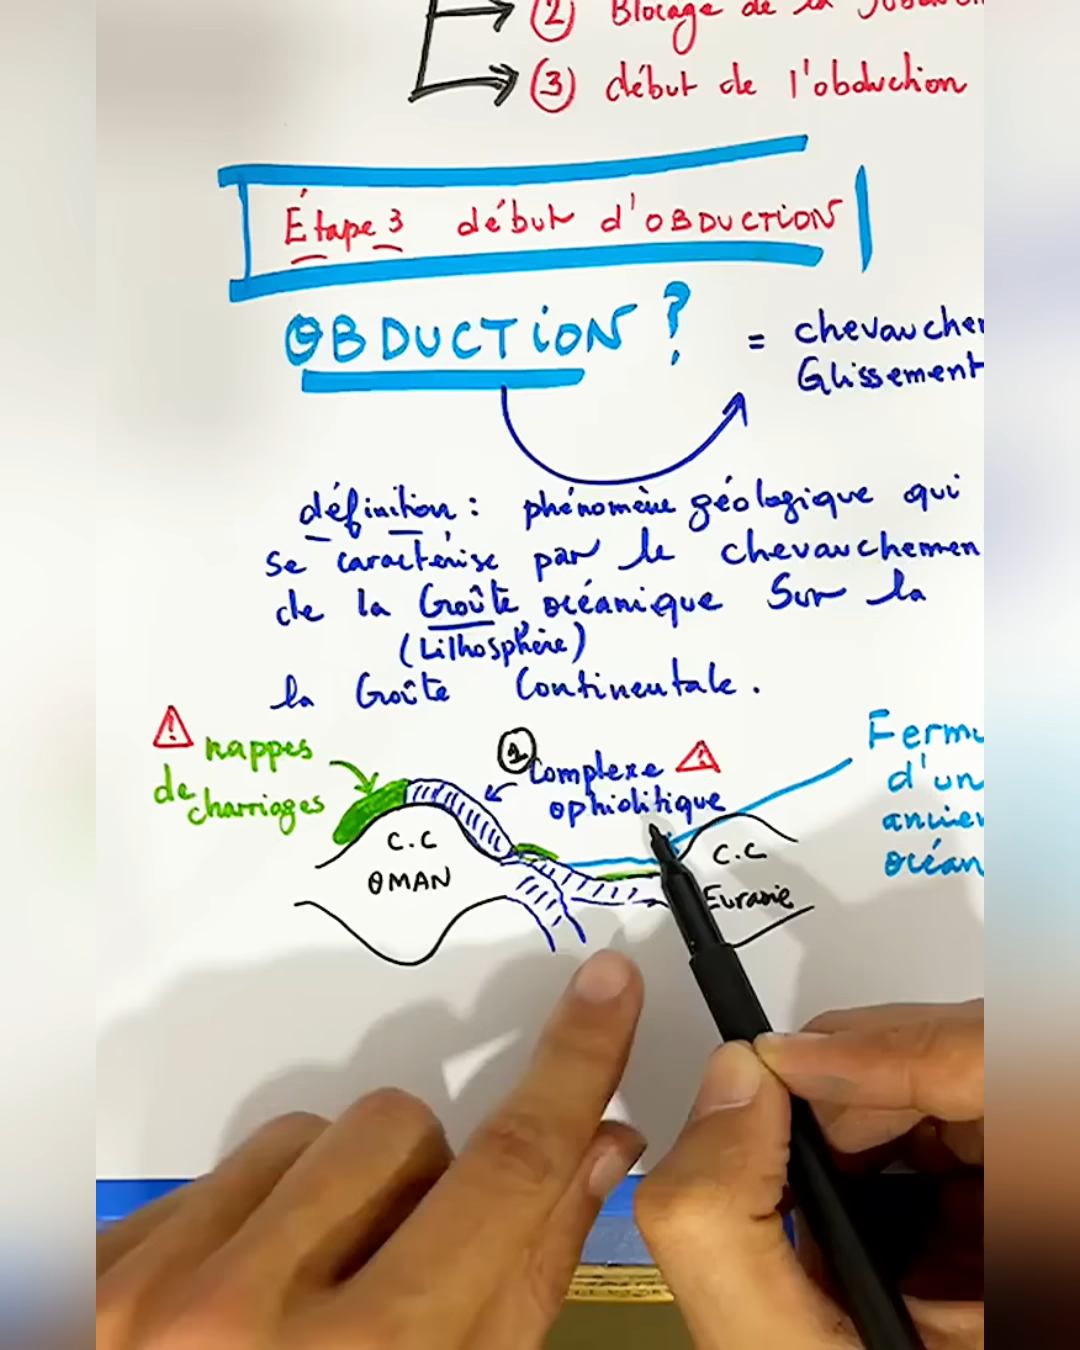 ② Blocage de la
③ début de l'obduction
Étape 3 début d'OBDUCTION
OBDUCTION ?
= chevauche
Glissement
définition : phénomène géologique qui
se caractérise par le chevauchemen
de la Croûte océanique Sur la
(Lithosphère)
la Croûte Continentale.
nappes
de charriages
① Complexe
ophiolitique
Ferm
d'un
ancien
océan
C.C
OMAN
C.C
Eurasie